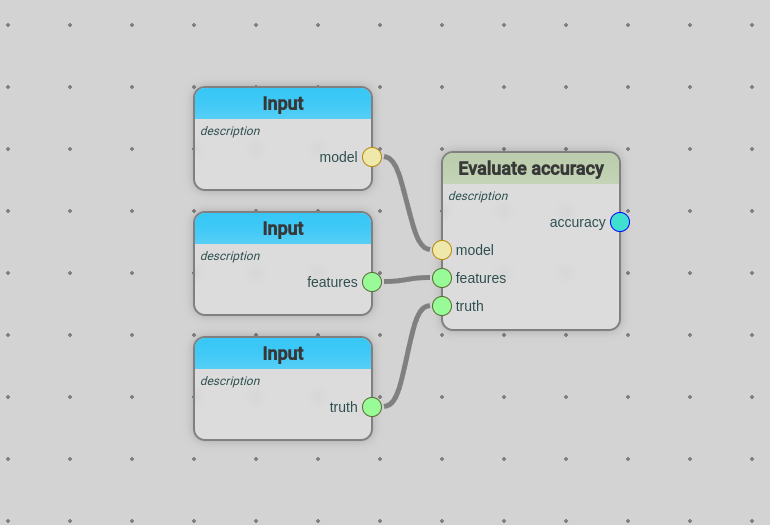 Input
description
model
Input
description
features
Input
description
truth
Evaluate accuracy
description
accuracy
model
features
truth